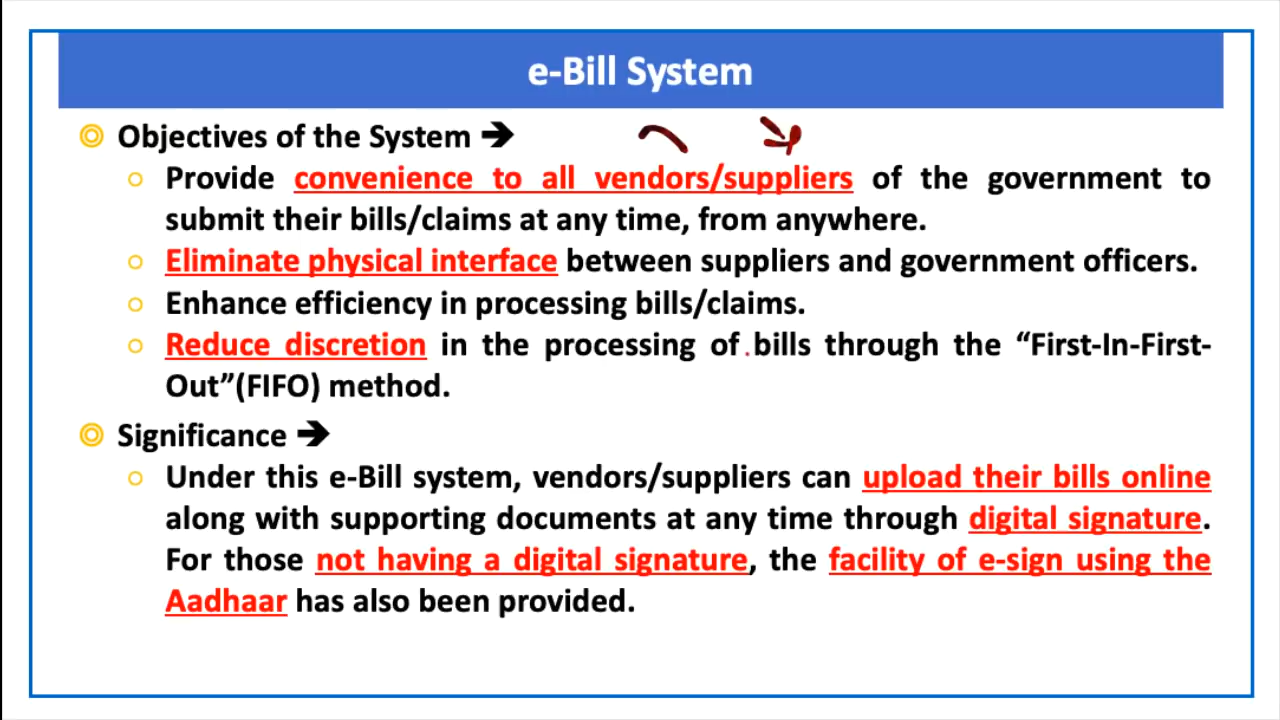 e-Bill System
Objectives of the System ➔
Provide convenience to all vendors/suppliers of the government to
submit their bills/claims at any time, from anywhere.
Eliminate physical interface between suppliers and government officers.
Enhance efficiency in processing bills/claims.
Reduce discretion in the processing of bills through the “First-In-First-
Out”(FIFO) method.
Significance ➔
Under this e-Bill system, vendors/suppliers can upload their bills online
along with supporting documents at any time through digital signature.
For those not having a digital signature, the facility of e-sign using the
Aadhaar has also been provided.